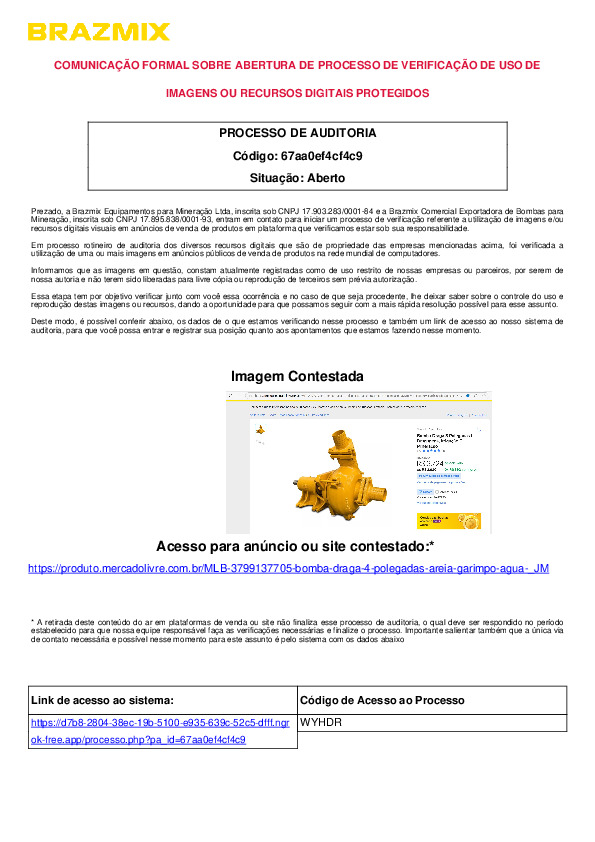 BRAZMIX
COMUNICAÇÃO FORMAL SOBRE ABERTURA DE PROCESSO DE VERIFICAÇÃO DE USO DE
IMAGENS OU RECURSOS DIGITAIS PROTEGIDOS
PROCESSO DE AUDITORIA
Código: 67aa0ef4cf4c9
Situação: Aberto
Prezado, a Brazmix Equipamentos para Mineração Ltda, inscrita sob CNPJ 17.903.283/0001-84 e a Brazmix Comercial Exportadora de Bombas para
Mineração, inscrita sob CNPJ 17.895.838/0001-93, entram em contato para iniciar um processo de verificação referente a utilização de imagens e/ou
recursos digitais visuais em anúncios de venda de produtos em plataforma que verificamos estar sob sua responsabilidade.
Em processo rotineiro de auditoria dos diversos recursos digitais que são de propriedade das empresas mencionadas acima, foi verificada a
utilização de uma ou mais imagens em anúncios públicos de venda de produtos na rede mundial de computadores.
Informamos que as imagens em questão, constam atualmente registradas como de uso restrito de nossas empresas ou parceiros, por serem de
nossa autoria e não terem sido liberadas para livre cópia ou reprodução de terceiros sem prévia autorização.
Essa etapa tem por objetivo verificar junto com você essa ocorrência e no caso de que seja procedente, lhe deixar saber sobre o controle do uso e
reprodução destas imagens ou recursos, dando a oportunidade para que possamos seguir com a mais rápida resolução possível para esse assunto.
Deste modo, é possível conferir abaixo, os dados de o que estamos verificando nesse processo e também um link de acesso ao nosso sistema de
auditoria, para que você possa entrar e registrar sua posição quanto aos apontamentos que estamos fazendo nesse momento.
Imagem Contestada
Acesso para anúncio ou site contestado:*
https://produto.mercadolivre.com.br/MLB-3799137705-bomba-draga-4-polegadas-areia-garimpo-agua-_JM
* A retirada deste conteúdo do ar em plataformas de venda ou site não finaliza esse processo de auditoria, o qual deve ser respondido no período
estabelecido para que nossa equipe responsável faça as verificações necessárias e finalize o processo. Importante salientar também que a única via
de contato necessária e possível nesse momento para este assunto é pelo sistema com os dados abaixo
Link de acesso ao sistema:
Código de Acesso ao Processo
https://d7b8-2804-38ec-19b-5100-e935-639c-52c5-dfff.ngr
WYHDR
ok-free.app/processo.php?pa_id=67aa0ef4cf4c9